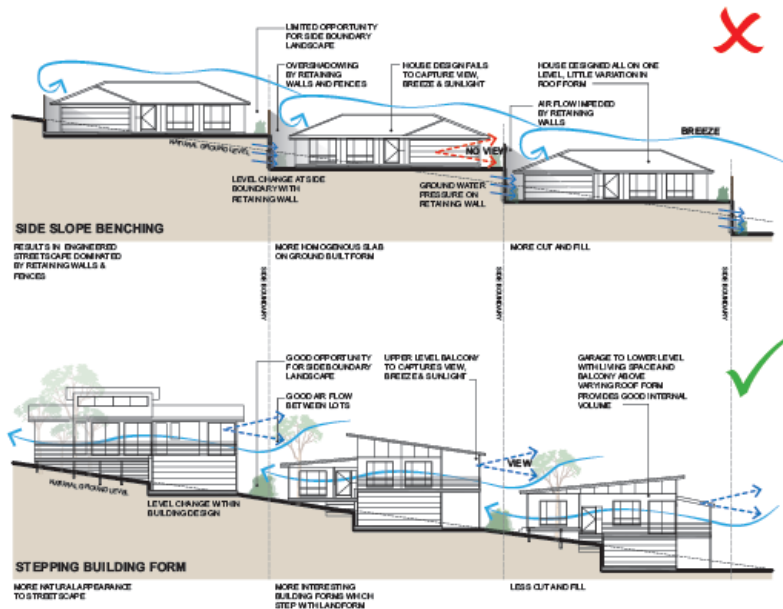 LIMITED OPPORTUNITY
FOR SIDE BOUNDARY
LANDSCAPE
OVERSHADOWING
BY RETAINING
WALLS AND FENCES
HOUSE DESIGN FAILS
TO CAPTURE VIEW,
BREEZE & SUNLIGHT
HOUSE DESIGNED ALL ON ONE
LEVEL, LITTLE VARIATION IN
ROOF FORM
AIR FLOW IMPEDED
BY RETAINING
WALLS
BREEZE
NATURAL GROUND LEVEL
NO VIEW
LEVEL CHANGE AT SIDE
BOUNDARY WITH
RETAINING WALL
GROUND WATER
PRESSURE ON
RETAINING WALL
SIDE SLOPE BENCHING
RESULTS IN ENGINEERED
STREETSCAPE DOMINATED
BY RETAINING WALLS &
FENCES
MORE HOMOGENOUS SLAB
ON GROUND BUILT FORM
MORE CUT AND FILL
SIDE BOUNDARY
SIDE BOUNDARY
SIDE BOUNDARY
GOOD OPPORTUNITY
FOR SIDE BOUNDARY
LANDSCAPE
GOOD AIR FLOW
BETWEEN LOTS
UPPER LEVEL BALCONY
TO CAPTURES VIEW,
BREEZE & SUNLIGHT
GARAGE TO LOWER LEVEL
WITH LIVING SPACE AND
BALCONY ABOVE
VARYING ROOF FORM
PROVIDES GOOD INTERNAL
VOLUME
VIEW
NATURAL GROUND LEVEL
LEVEL CHANGE WITHIN
BUILDING DESIGN
STEPPING BUILDING FORM
MORE NATURAL APPEARANCE
TO STREETSCAPE
MORE INTERESTING
BUILDING FORMS WHICH
STEP WITH LANDFORM
LESS CUT AND FILL